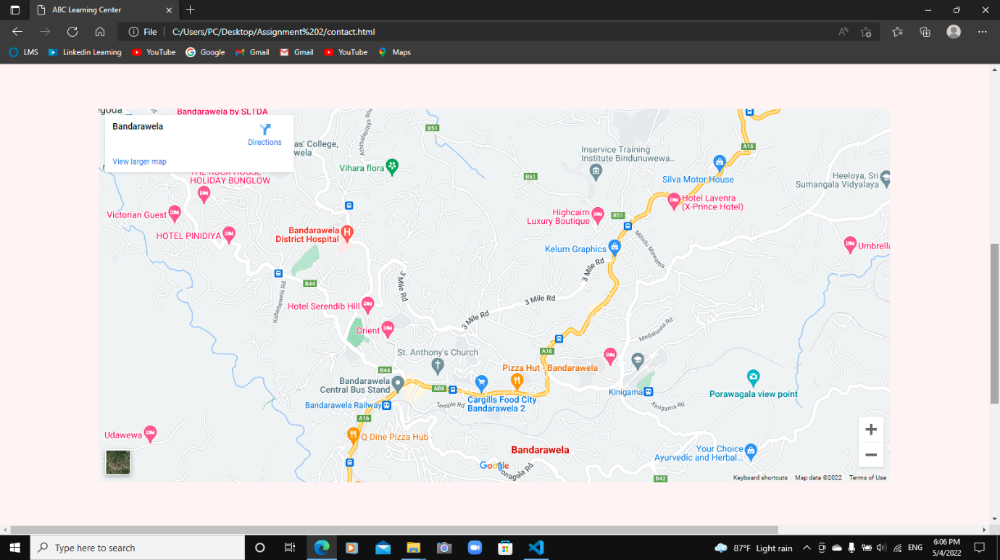 ABC Learning Center
File
C:/Users/PC/Desktop/Assignment%202/contact.html
LMS
Linkedin Learning
YouTube
Google
Gmail
Gmail
YouTube
Maps
Bandarawela by SLTDA
Bandarawela
Directions
View larger map
as' College,
wela
Aththalapitiya Roa
B51
A16
Inservice Training
Institute Bindunuwewa...
Vihara flora
B51
Silva Motor House
Heeloya, Sri
Sumangala Vidyalaya
THE ROCK HOUSE
HOLIDAY BUNGLOW
Hotel Lavenra
(X-Prince Hotel)
Victorian Guest
Highcairn
Luxury Boutique
B51
HOTEL PINIDIYA
Bandarawela
District Hospital
Mihidu Mawama
Kelum Graphics
Umbrella
3 Mile Rd
3 Mile Rd
B44
Kahattewela Rd
3 Mile Rd
Hotel Serendib Hill
3 Mile Rd
Orient
Medahinna Rd
St. Anthony's Church
A16
Pizza Hut - Bandarawela
B44
Bandarawela
Central Bus Stand
AB8
Kinigama
Porawagala view point
Cargills Food City
Bandarawela 2
Bandarawela Railway
Temple Rd
Kinigama Rd
A16
Udawewa
Q Dine Pizza Hub -
Bandarawela
Your Choice
Ayurvedic and Herbal...
Google
Ponagala Rd
B42
Keyboard shortcuts
Map data ©2022
Terms of Use
Type here to search
87°F Light rain
ENG
6:06 PM
5/4/2022